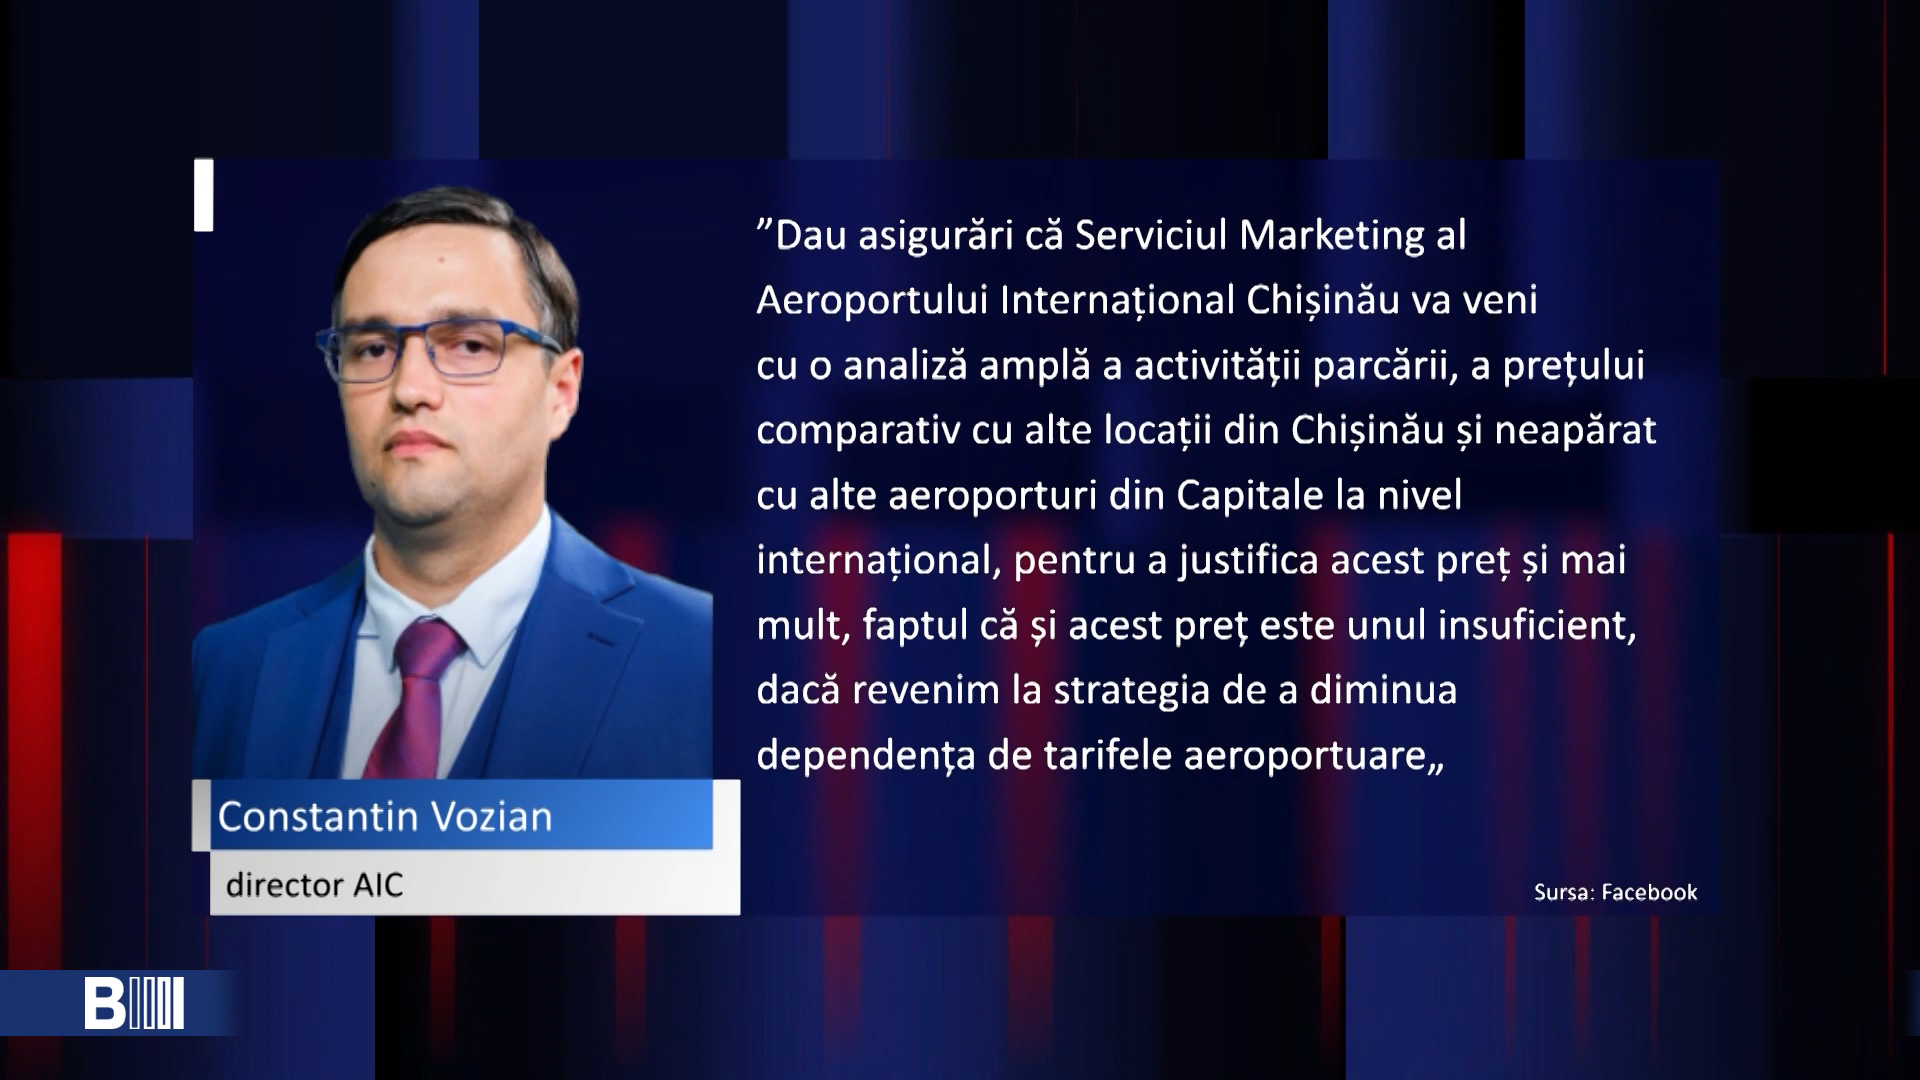 ”Dau asigurări că Serviciul Marketing al
Aeroportului Internațional Chișinău va veni
cu o analiză amplă a activității parcării, a prețului
comparativ cu alte locații din Chișinău și neapărat
cu alte aeroporturi din Capitale la nivel
internațional, pentru a justifica acest preț și mai
mult, faptul că și acest preț este unul insuficient,
dacă revenim la strategia de a diminua
dependența de tarifele aeroportuare„
Constantin Vozian
director AIC
Sursa: Facebook
B